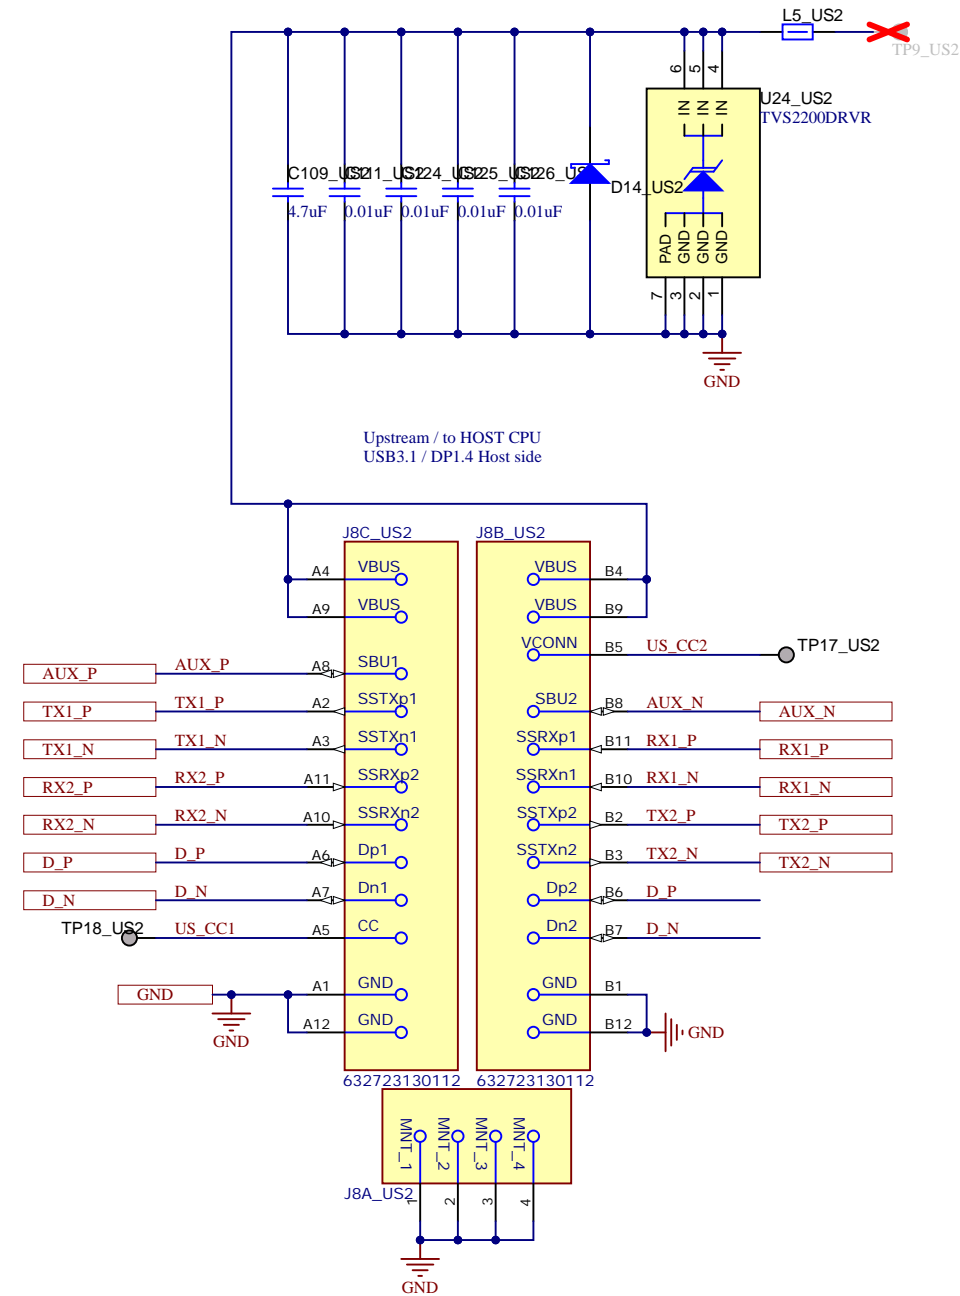 L5_US2
TP9_US2
6 5 4
U24_US2
TVS2200DRVR
IN IN IN
C109_US2 C111_US2 C124_US2 C125_US2 C126_US2
4.7uF 0.01uF 0.01uF 0.01uF 0.01uF
D14_US2
PAD GND GND GND
7 3 2 1
GND
Upstream / to HOST CPU
USB3.1 / DP1.4 Host side
J8C_US2 J8B_US2
A4 VBUS VBUS B4
A9 VBUS VBUS B9
VCONN B5 US_CC2 TP17_US2
AUX_P AUX_P A8 SBU1
TX1_P TX1_P A2 SSTXp1 SBU2 B8 AUX_N AUX_N
TX1_N TX1_N A3 SSTXn1 SSRXp1 B11 RX1_P RX1_P
RX2_P RX2_P A11 SSRXp2 SSRXn1 B10 RX1_N RX1_N
RX2_N RX2_N A10 SSRXn2 SSTXp2 B2 TX2_P TX2_P
D_P D_P A6 Dp1 SSTXn2 B3 TX2_N TX2_N
D_N D_N A7 Dn1 Dp2 B6 D_P
TP18_US2 US_CC1 A5 CC Dn2 B7 D_N
GND A1 GND GND B1
GND A12 GND GND B12 GND
632723130112 632723130112
MNT_1 MNT_2 MNT_3 MNT_4
J8A_US2
1 2 3 4
GND